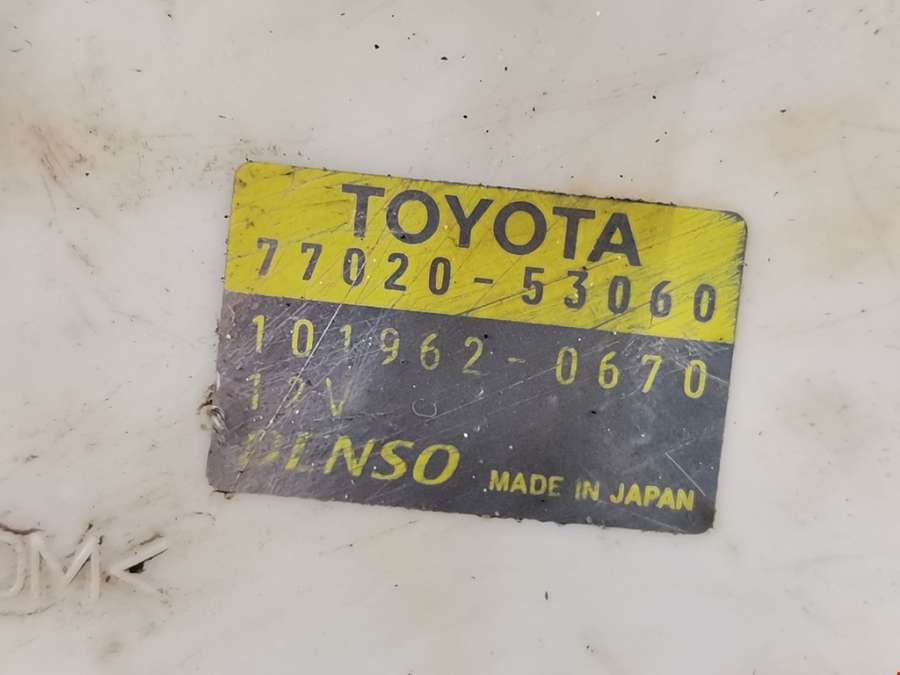 TOYOTA
77020-53060
101962-0670
12V
DENSO MADE IN JAPAN